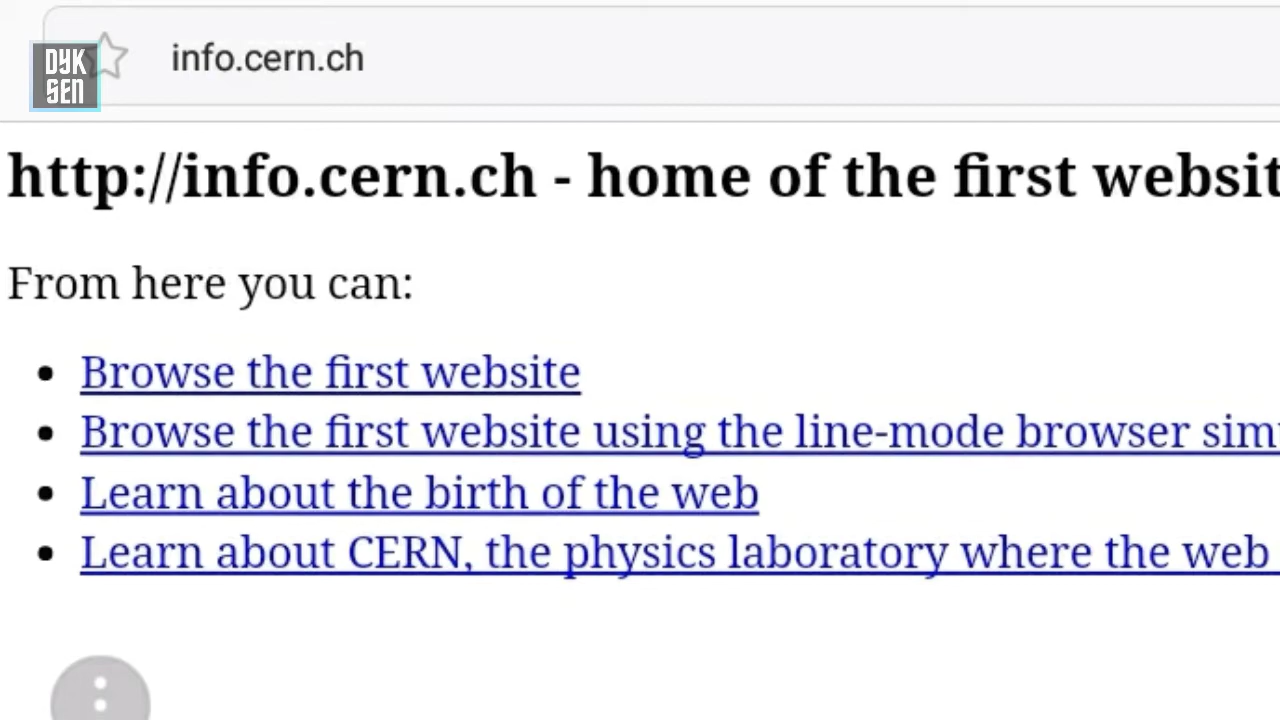 DYK
SEN
info.cern.ch
http://info.cern.ch - home of the first websit
From here you can:
Browse the first website
Browse the first website using the line-mode browser sim
Learn about the birth of the web
Learn about CERN, the physics laboratory where the web